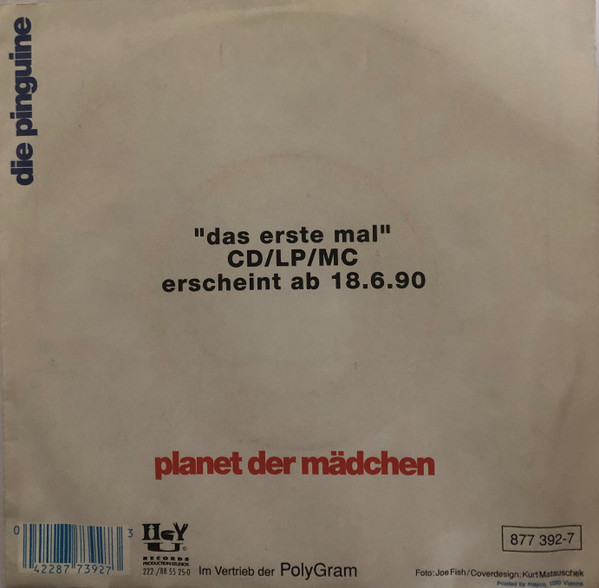 die pinguine
"das erste mal"
CD/LP/MC
erscheint ab 18.6.90
planet der mädchen
0 42287 73927 3
RECORDS
222/88 55 25-0
Im Vertrieb der PolyGram
877 392-7
Foto: Joe Fish/Coverdesign: Kurt Matauschek
Printed by